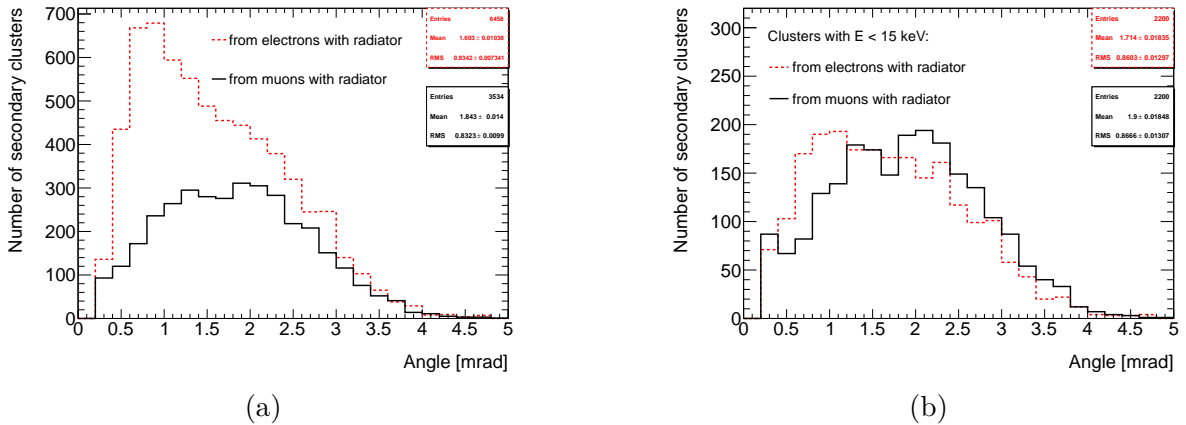 Number of secondary clusters
700
600
500
400
300
200
100
0
0 0.5 1 1.5 2 2.5 3 3.5 4 4.5 5
Angle [mrad]
from electrons with radiator
from muons with radiator
Entries 6458
Mean 1.603 ± 0.01038
RMS 0.8342 ± 0.007341
Entries 3534
Mean 1.843 ± 0.014
RMS 0.8323 ± 0.0099
(a)
Number of secondary clusters
300
250
200
150
100
50
0
0 0.5 1 1.5 2 2.5 3 3.5 4 4.5 5
Angle [mrad]
Clusters with E < 15 keV:
from electrons with radiator
from muons with radiator
Entries 2200
Mean 1.714 ± 0.01835
RMS 0.8603 ± 0.01297
Entries 2200
Mean 1.9 ± 0.01848
RMS 0.8666 ± 0.01307
(b)